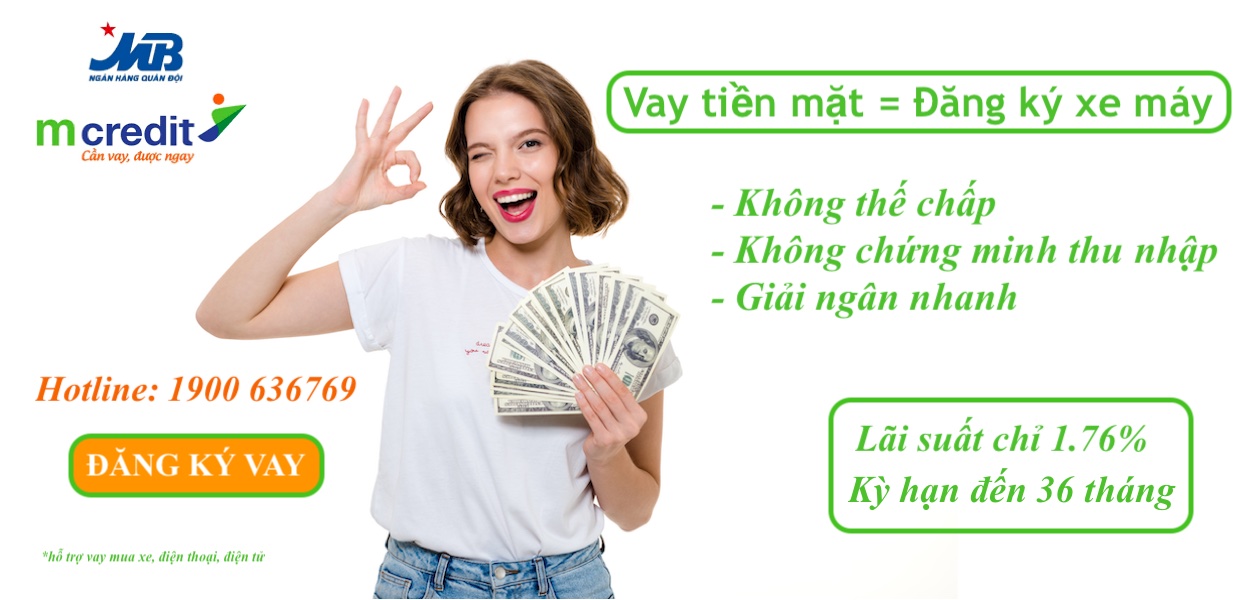 MB
NGÂN HÀNG QUÂN ĐỘI
mcredit
Cần vay, được ngay
Vay tiền mặt = Đăng ký xe máy
- Không thế chấp
- Không chứng minh thu nhập
- Giải ngân nhanh
Hotline: 1900 636769
ĐĂNG KÝ VAY
Lãi suất chỉ 1.76%
Kỳ hạn đến 36 tháng
*hỗ trợ vay mua xe, điện thoại, điện tử